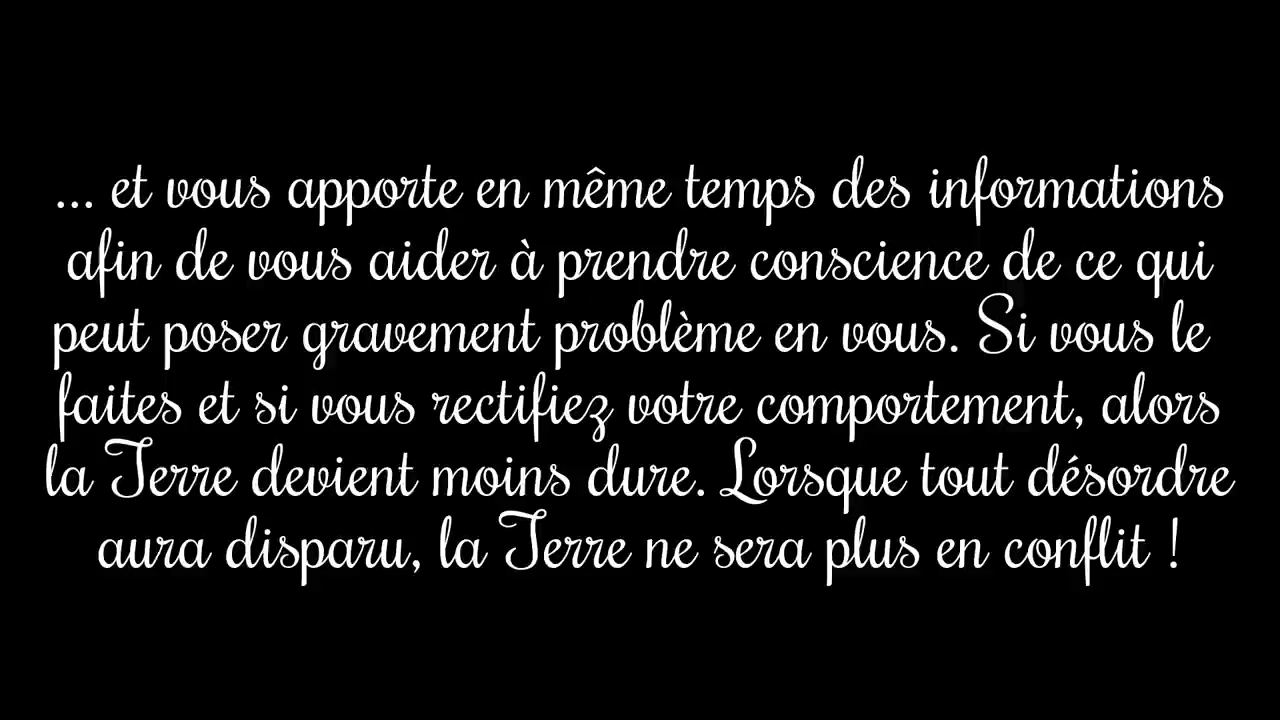 ... et vous apporte en même temps des informations
afin de vous aider à prendre conscience de ce qui
peut poser gravement problème en vous. Si vous le
faites et si vous rectifiez votre comportement, alors
la Terre devient moins dure. Lorsque tout désordre
aura disparu, la Terre ne sera plus en conflit !